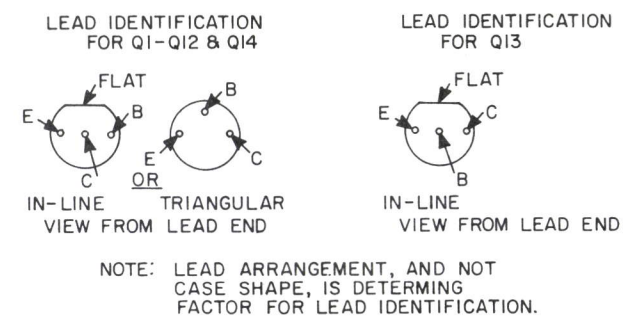 LEAD IDENTIFICATION
FOR Q1-Q12 & Q14
FLAT
E
B
C
IN-LINE
OR
B
E
C
TRIANGULAR
VIEW FROM LEAD END
LEAD IDENTIFICATION
FOR Q13
FLAT
E
C
B
IN-LINE
VIEW FROM LEAD END
NOTE: LEAD ARRANGEMENT, AND NOT
CASE SHAPE, IS DETERMING
FACTOR FOR LEAD IDENTIFICATION.